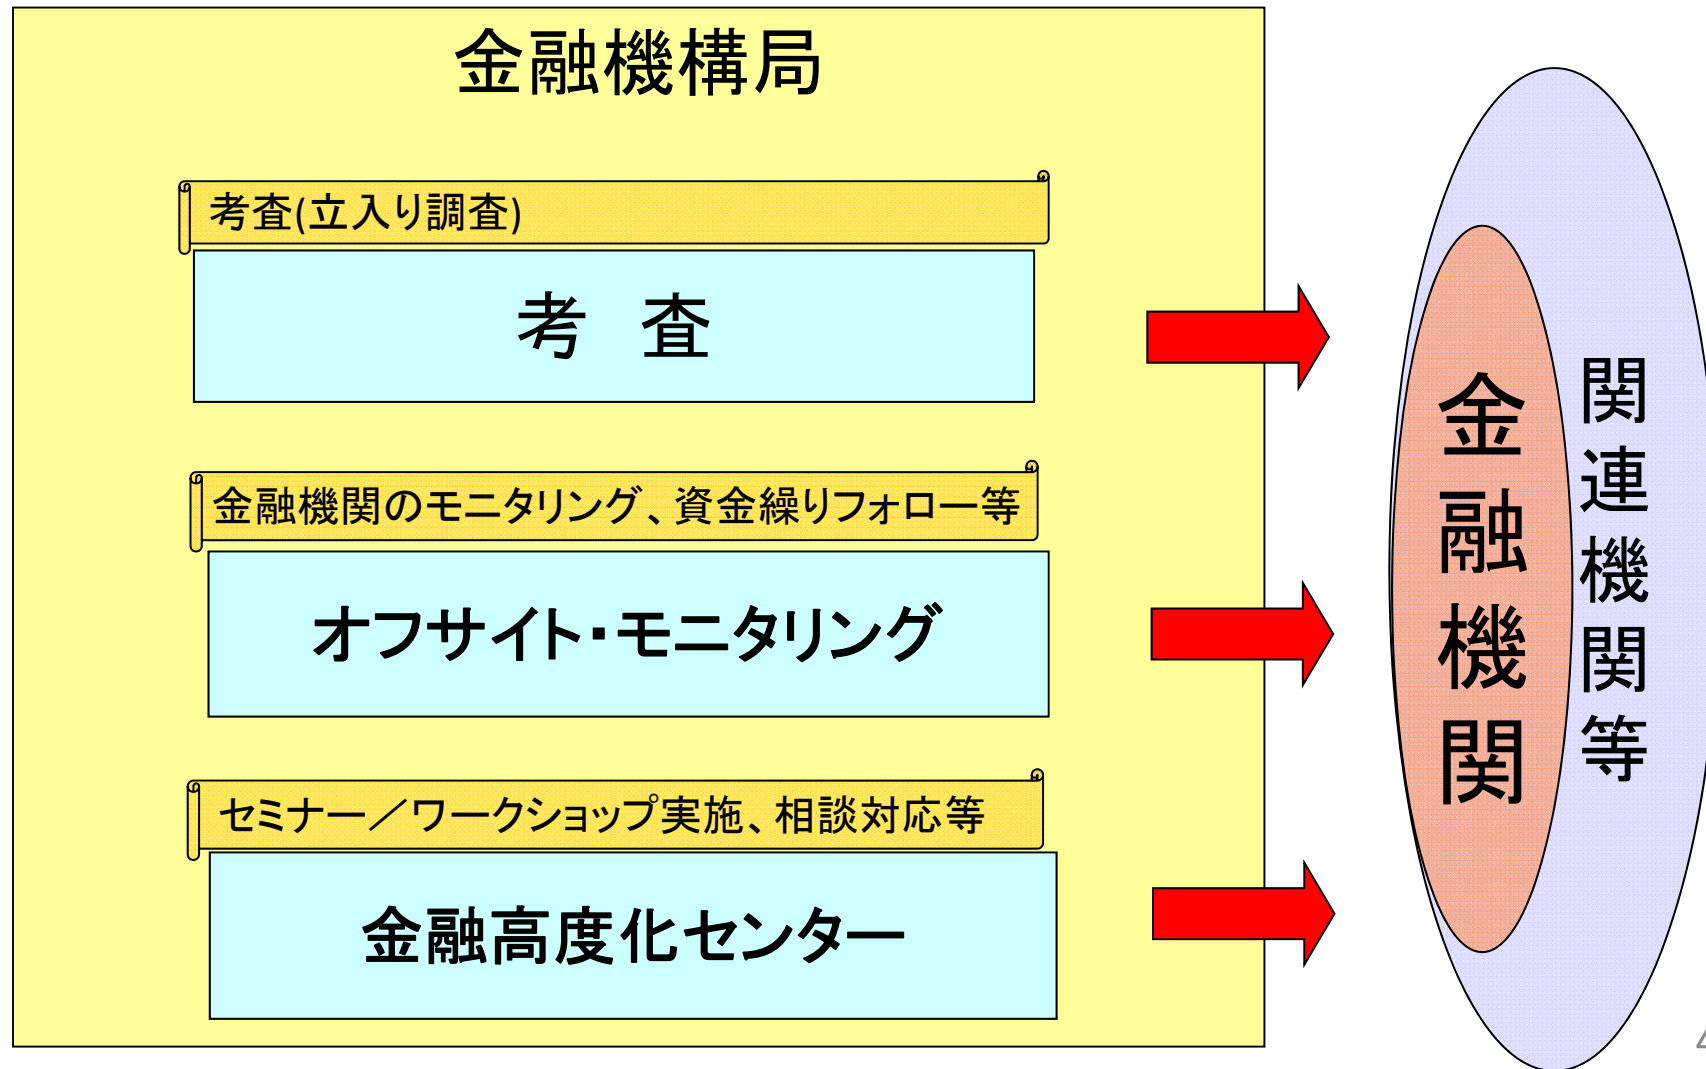 金融機構局
考査(立入り調査)
考　査
金融機関のモニタリング、資金繰りフォロー等
オフサイト・モニタリング
セミナー／ワークショップ実施、相談対応等
金融高度化センター
金融機関
関連機関等